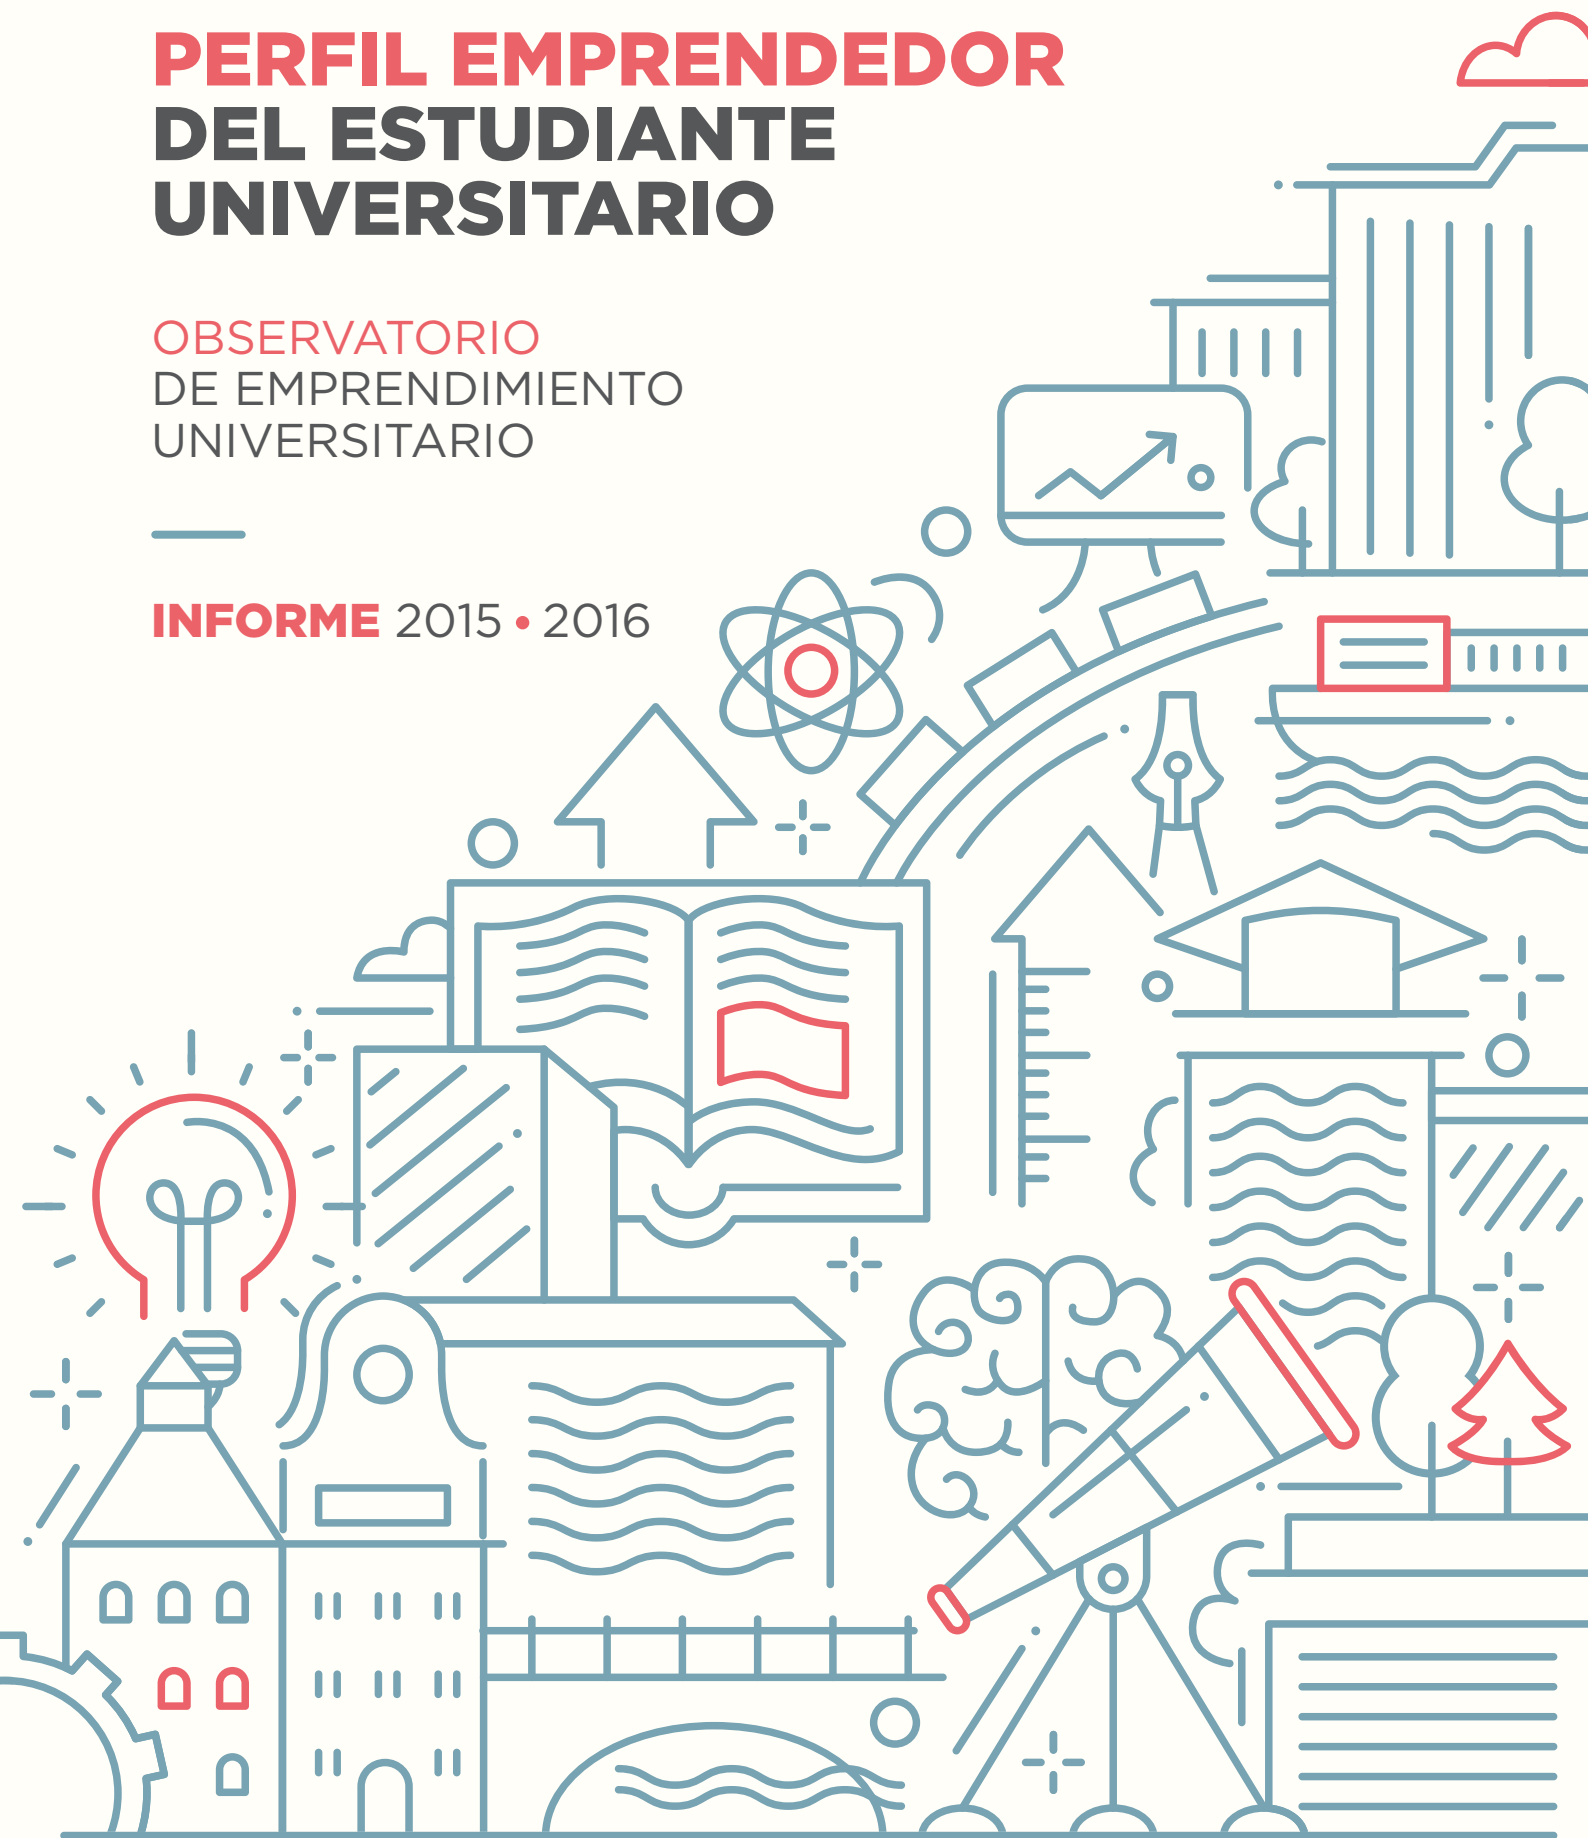 PERFIL EMPRENDEDOR
DEL ESTUDIANTE
UNIVERSITARIO
OBSERVATORIO
DE EMPRENDIMIENTO
UNIVERSITARIO
INFORME 2015 • 2016